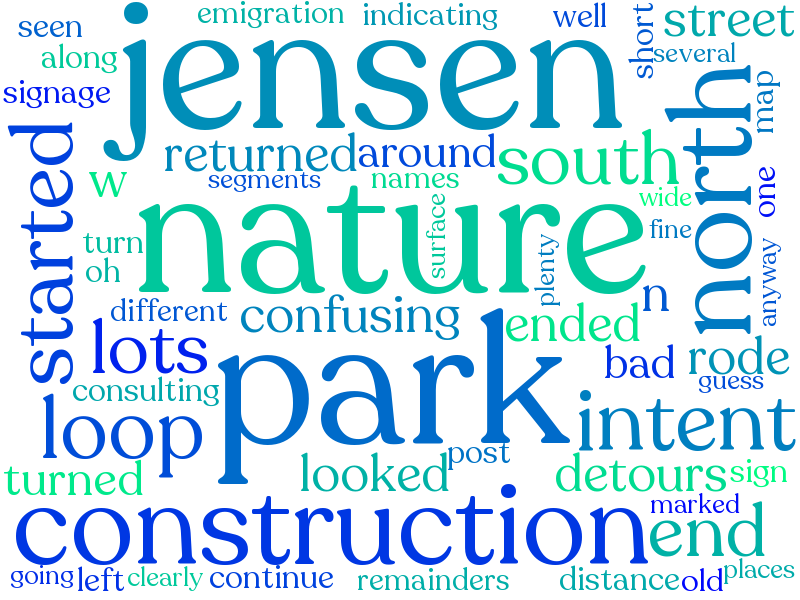 seen
emigration
indicating
well
short
street
along
jensen
several
signage
north
map
started
returned
around
south
w
segments
names
one
nature
wide
surface
fine
turn
oh
plenty
anyway
different
confusing
n
ended
lots
park
bad
rode
consulting
guess
loop
intent
post
turned
looked
detours
sign
construction
marked
end
going
left
clearly
continue
remainders
distance
old
places